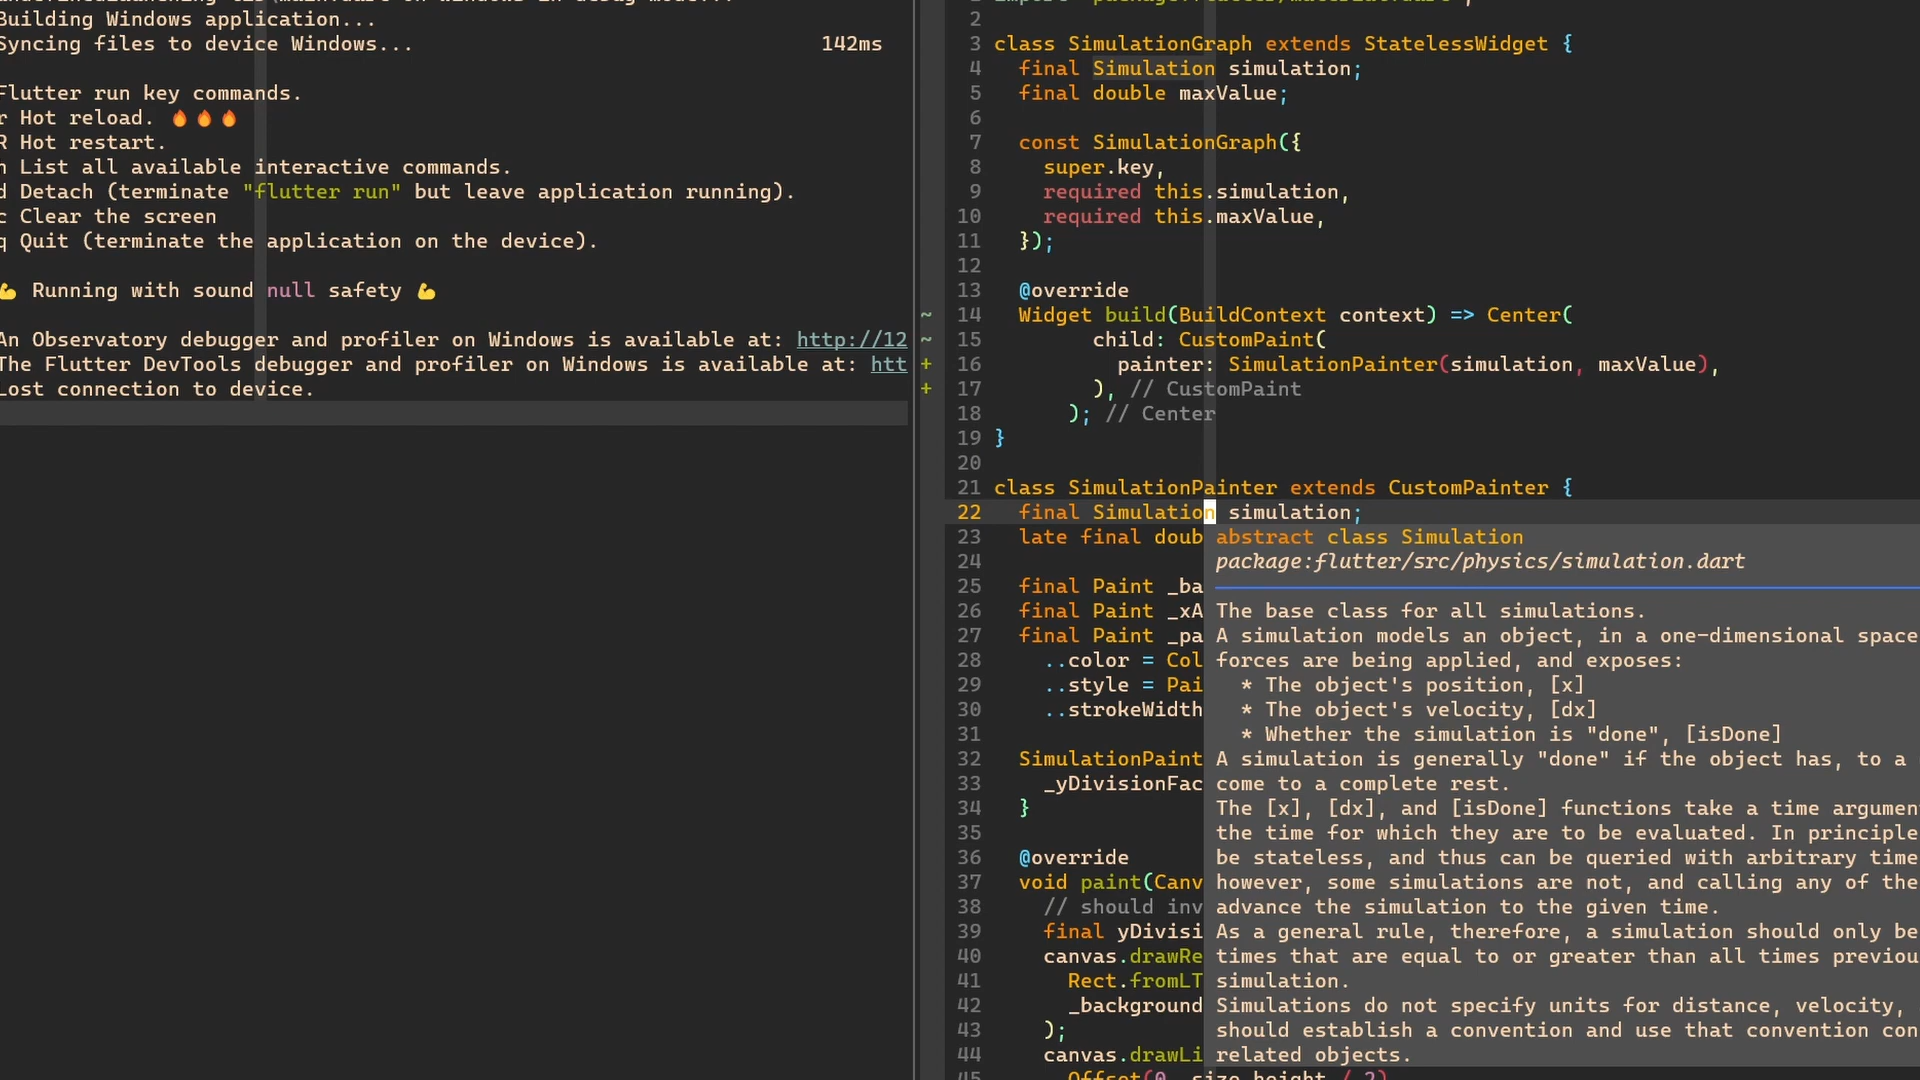 Building Windows application...
Syncing files to device Windows... 142ms
Flutter run key commands.
r Hot reload. 🔥🔥🔥
R Hot restart.
h List all available interactive commands.
d Detach (terminate "flutter run" but leave application running).
c Clear the screen
q Quit (terminate the application on the device).
💪 Running with sound null safety 💪
An Observatory debugger and profiler on Windows is available at: http://12
The Flutter DevTools debugger and profiler on Windows is available at: htt
Lost connection to device.
2
3 class SimulationGraph extends StatelessWidget {
4 final Simulation simulation;
5 final double maxValue;
6
7 const SimulationGraph({
8 super.key,
9 required this.simulation,
10 required this.maxValue,
11 });
12
13 @override
~ 14 Widget build(BuildContext context) => Center(
~ 15 child: CustomPaint(
+ 16 painter: SimulationPainter(simulation, maxValue),
+ 17 ), // CustomPaint
18 ); // Center
19 }
20
21 class SimulationPainter extends CustomPainter {
22 final Simulation simulation;
23 late final doub
24
25 final Paint _ba
26 final Paint _xA
27 final Paint _pa
28 ..color = Col
29 ..style = Pai
30 ..strokeWidth
31
32 SimulationPaint
33 _yDivisionFac
34 }
35
36 @override
37 void paint(Canv
38 // should inv
39 final yDivisi
40 canvas.drawRe
41 Rect.fromLT
42 _background
43 );
44 canvas.drawLi
45 Offset(0, size.height / 2)
abstract class Simulation
package:flutter/src/physics/simulation.dart
The base class for all simulations.
A simulation models an object, in a one-dimensional space
forces are being applied, and exposes:
* The object's position, [x]
* The object's velocity, [dx]
* Whether the simulation is "done", [isDone]
A simulation is generally "done" if the object has, to a
come to a complete rest.
The [x], [dx], and [isDone] functions take a time argumen
the time for which they are to be evaluated. In principle
be stateless, and thus can be queried with arbitrary time
however, some simulations are not, and calling any of the
advance the simulation to the given time.
As a general rule, therefore, a simulation should only be
times that are equal to or greater than all times previou
simulation.
Simulations do not specify units for distance, velocity,
should establish a convention and use that convention con
related objects.